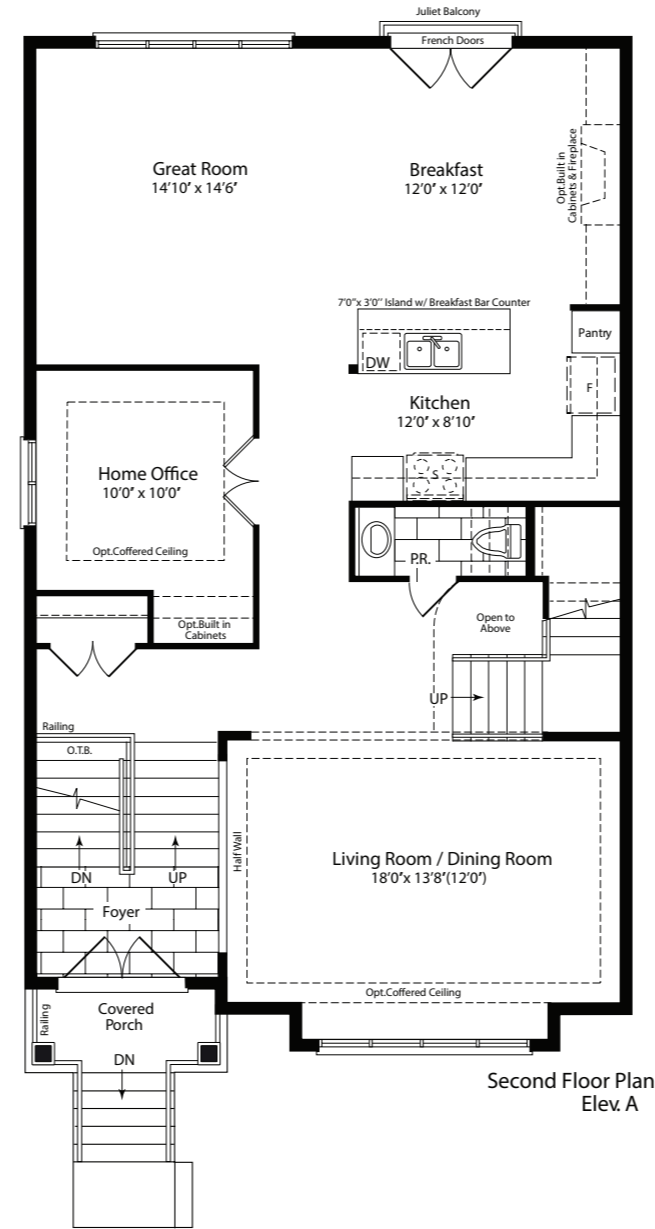 Juliet Balcony
French Doors
Great Room
14'10" x 14'6"
Breakfast
12'0" x 12'0"
Opt.Built in
Cabinets & Fireplace
7'0"x 3'0" Island w/ Breakfast Bar Counter
Pantry
DW
F
Kitchen
12'0" x 8'10"
S
Home Office
10'0" x 10'0"
Opt.Coffered Ceiling
P.R.
Opt.Built in
Cabinets
Open to
Above
UP
Railing
O.T.B.
Half Wall
Living Room / Dining Room
18'0"x 13'8"(12'0")
DN
UP
Foyer
Opt.Coffered Ceiling
Railing
Covered
Porch
DN
Second Floor Plan
Elev. A